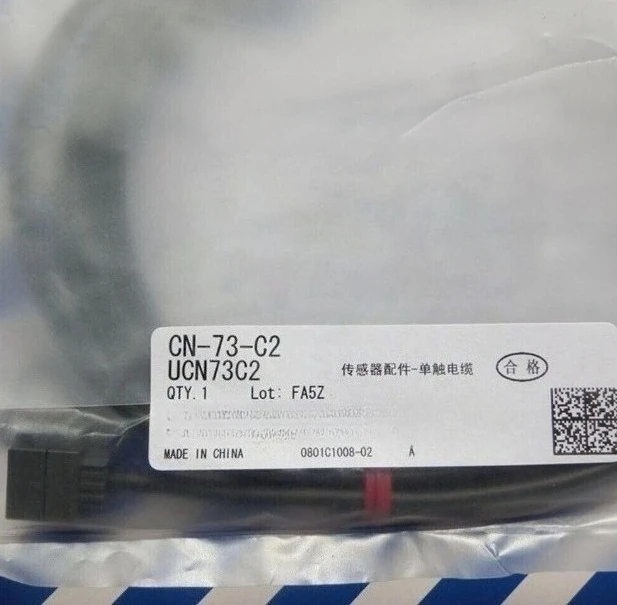 CN-73-C2
UCN73C2
传感器配件-单触电缆
合格
QTY.1 Lot: FA5Z
MADE IN CHINA 0801C1008-02 A